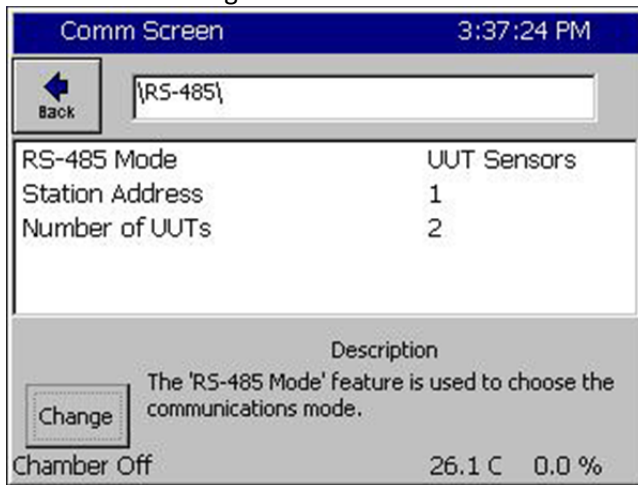 Comm Screen 3:37:24 PM
Back
\RS-485\
RS-485 Mode UUT Sensors
Station Address 1
Number of UUTs 2
Description
The 'RS-485 Mode' feature is used to choose the
communications mode.
Change
Chamber Off 26.1 C 0.0 %